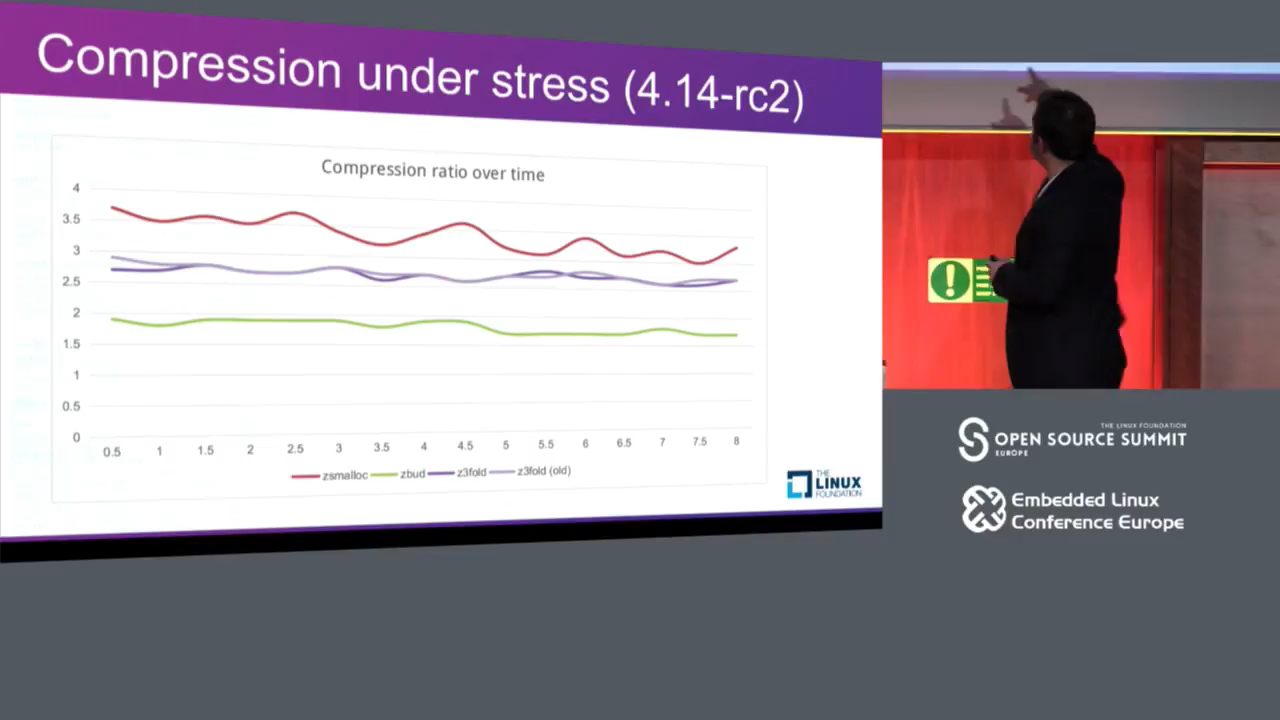 Compression under stress (4.14-rc2)
Compression ratio over time
4
3.5
3
2.5
2
1.5
1
0.5
0
0.5 1 1.5 2 2.5 3 3.5 4 4.5 5 5.5 6 6.5 7 7.5 8
zsmalloc zbud z3fold z3fold (old)
THE
LINUX
FOUNDATION
THE LINUX FOUNDATION
OPEN SOURCE SUMMIT
EUROPE
Embedded Linux
Conference Europe